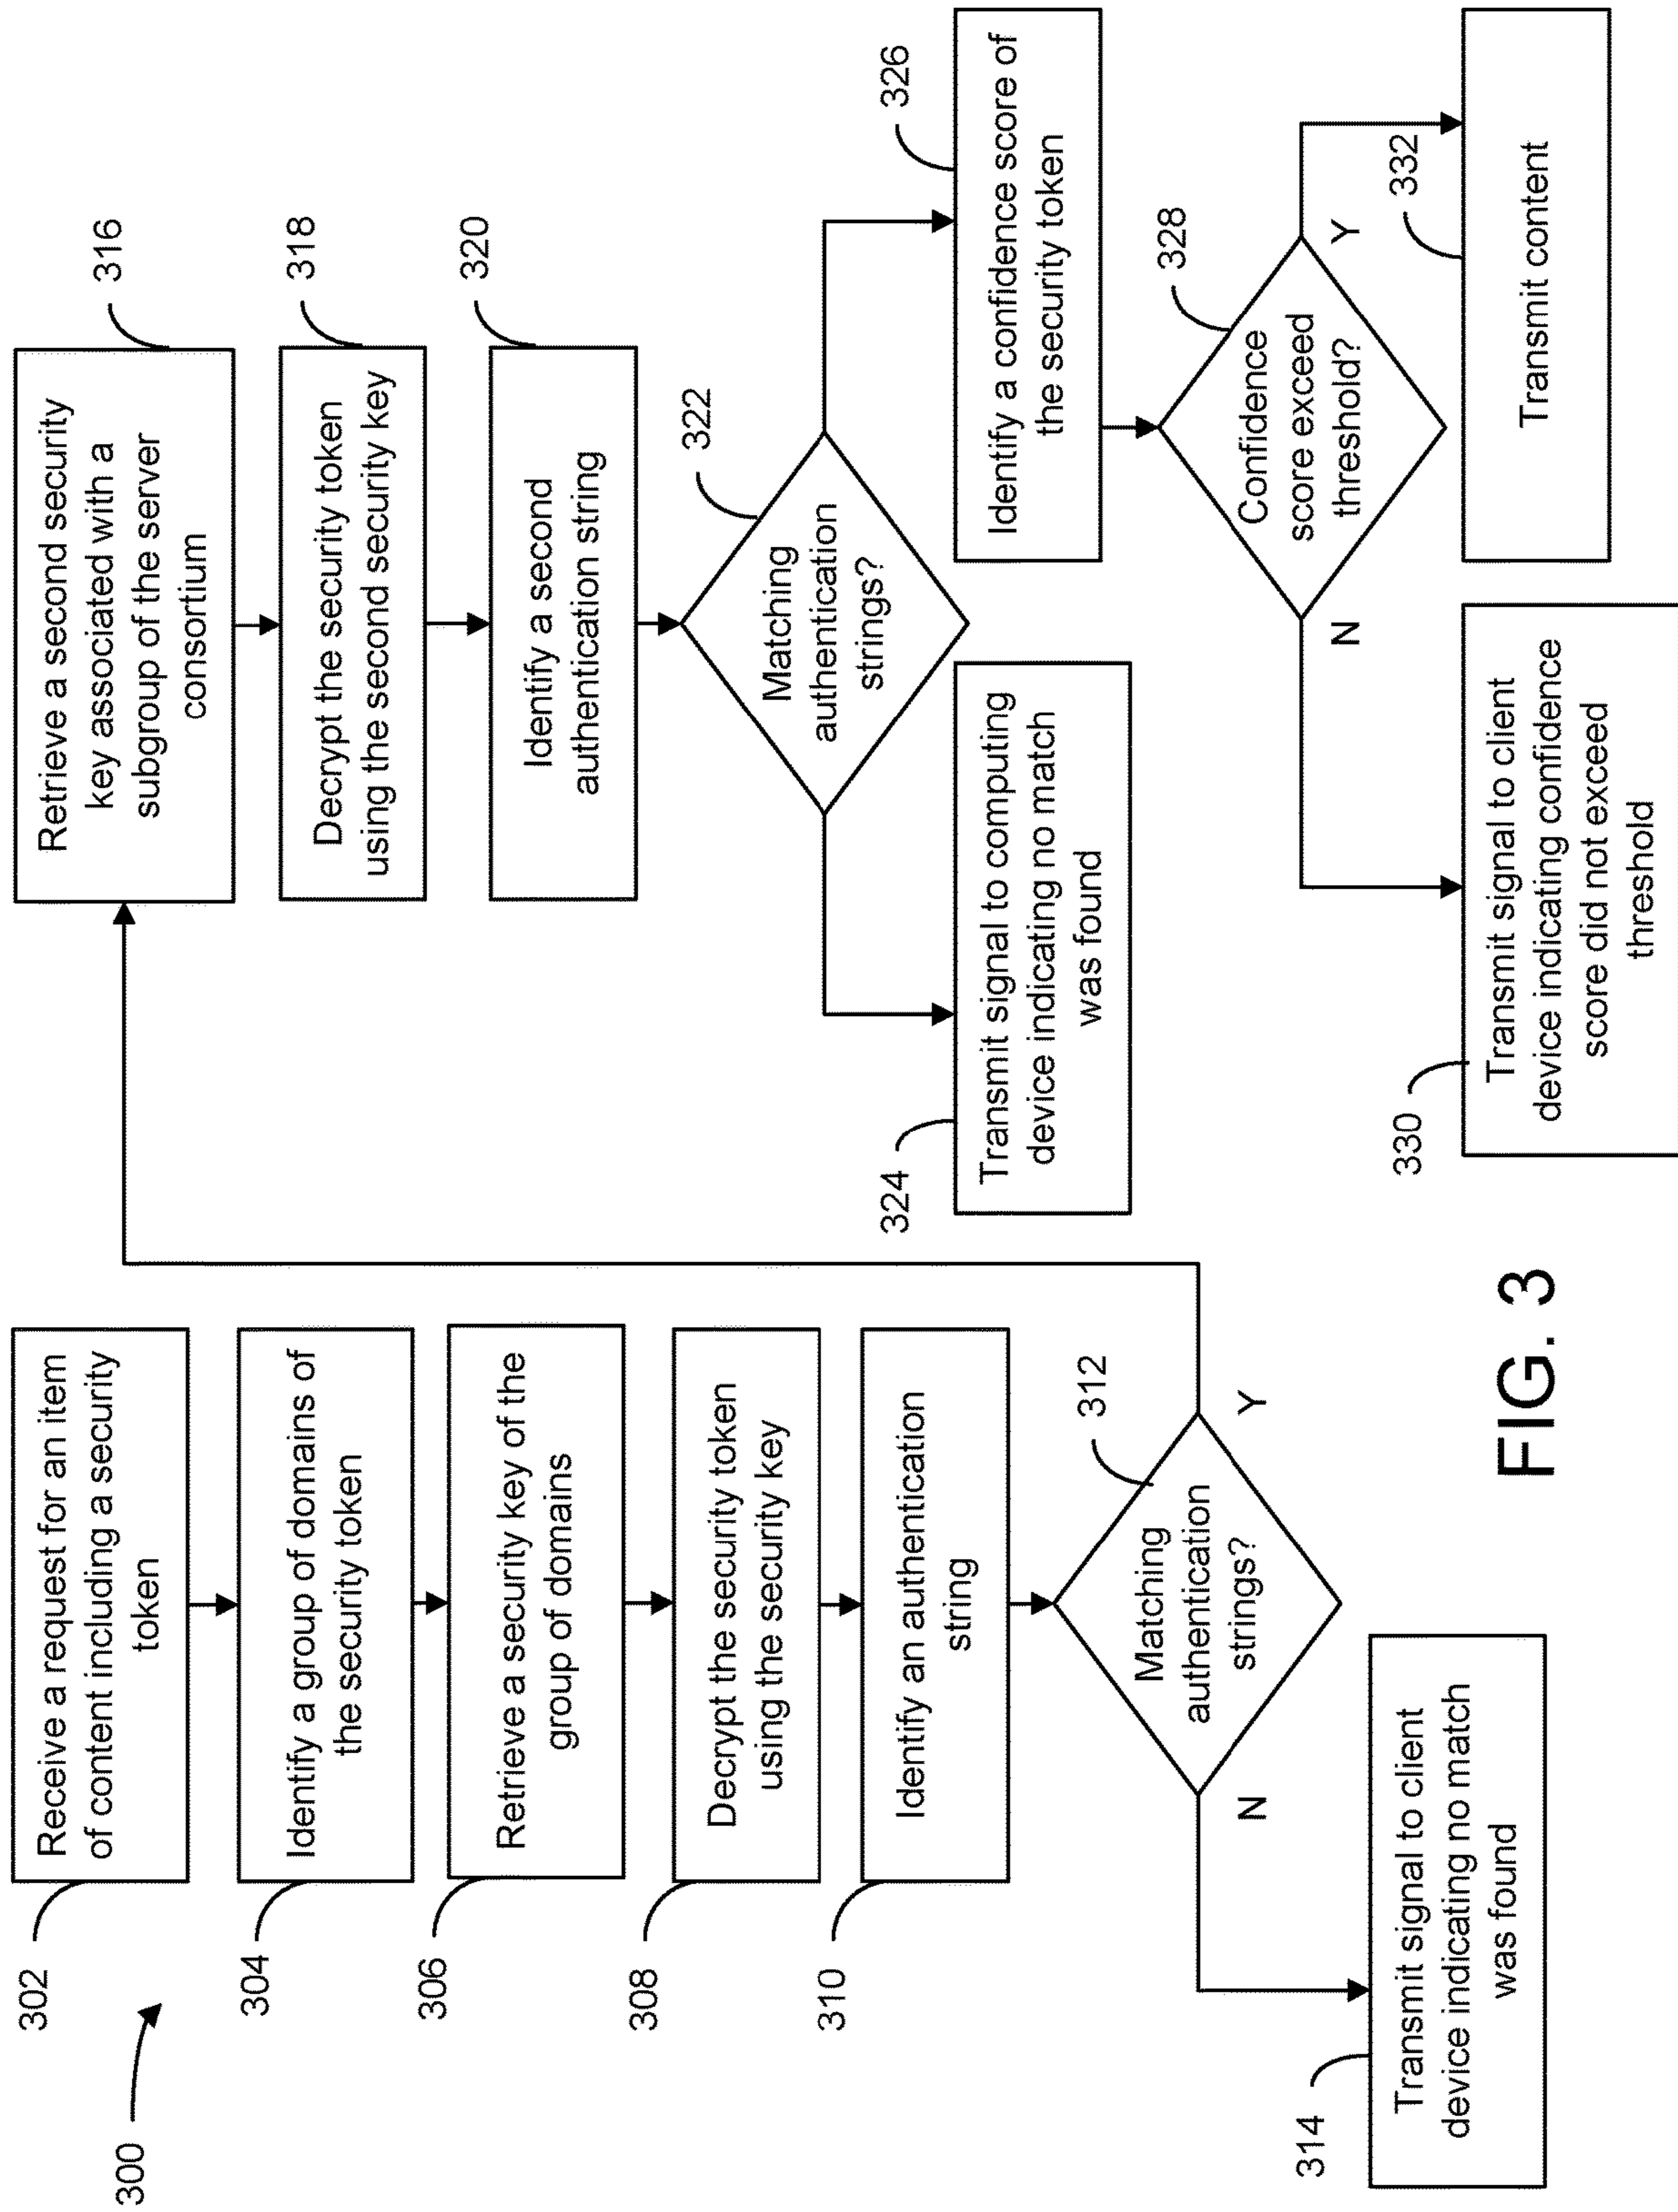 300
302
Receive a request for an item
of content including a security
token
304
Identify a group of domains of
the security token
306
Retrieve a security key of the
group of domains
308
Decrypt the security token
using the security key
310
Identify an authentication
string
312
Matching
authentication
strings?
N
Y
314
Transmit signal to client
device indicating no match
was found
316
Retrieve a second security
key associated with a
subgroup of the server
consortium
318
Decrypt the security token
using the second security key
320
Identify a second
authentication string
322
Matching
authentication
strings?
324
Transmit signal to computing
device indicating no match
was found
326
Identify a confidence score of
the security token
328
Confidence
score exceed
threshold?
N
Y
330
Transmit signal to client
device indicating confidence
score did not exceed
threshold
332
Transmit content
FIG. 3